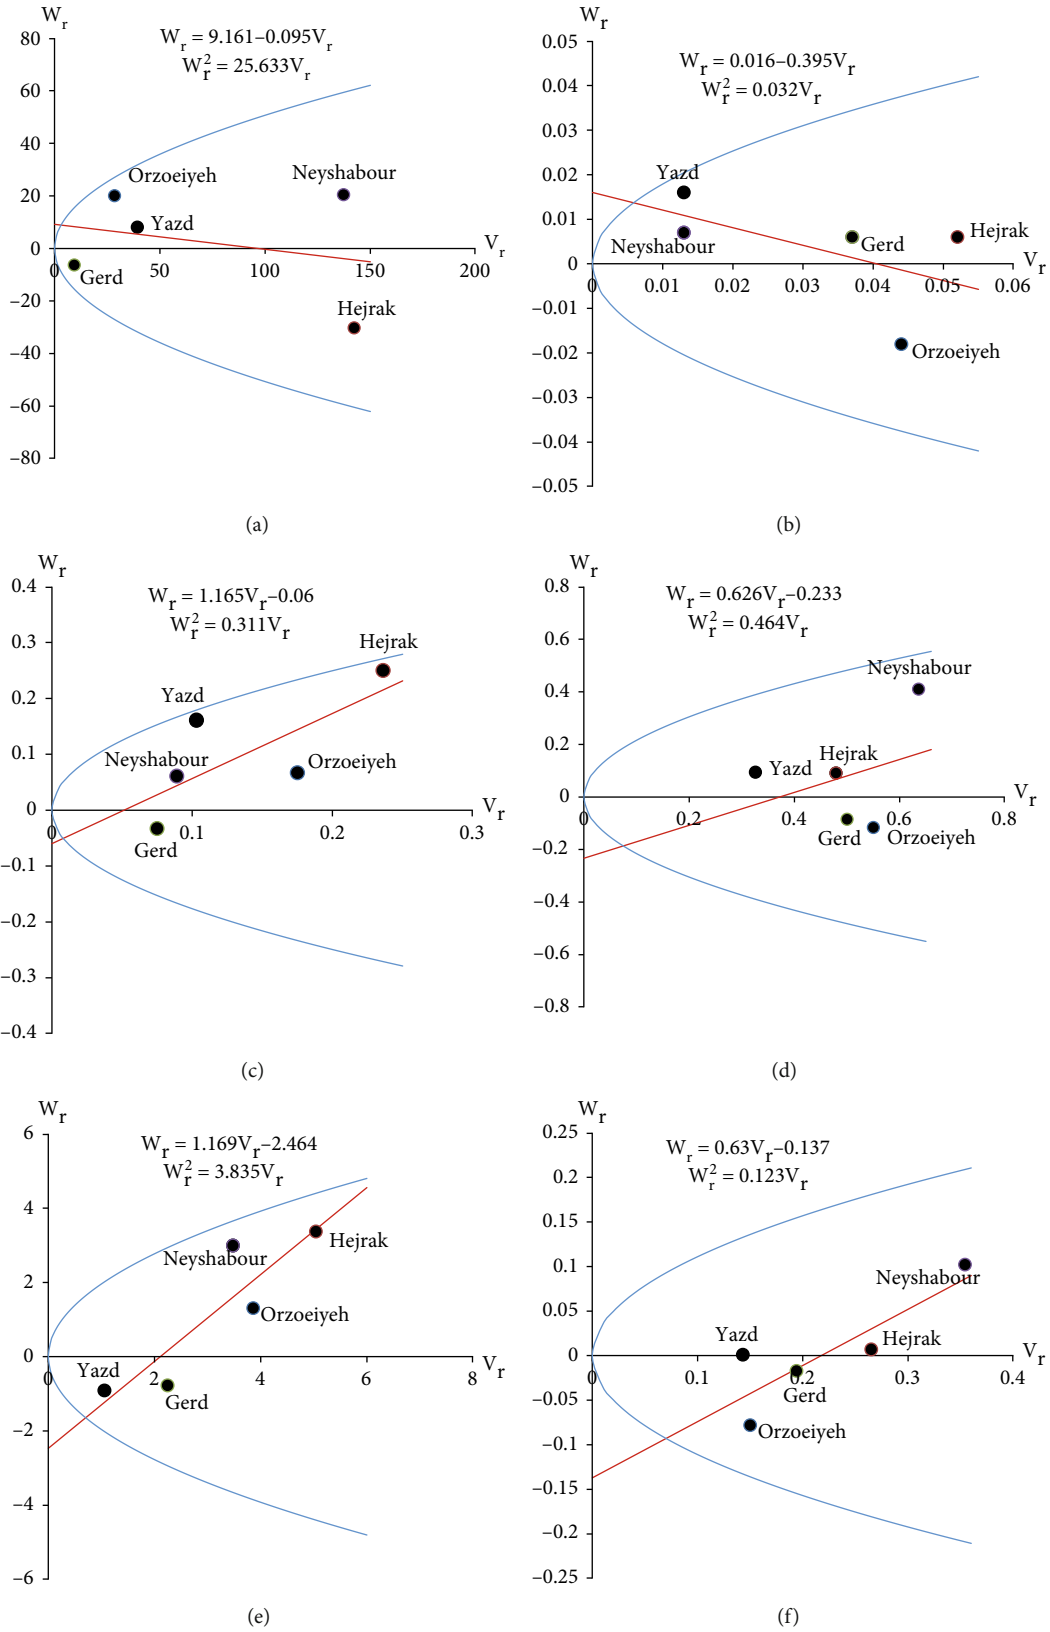 W_r
80
W_r = 9.161–0.095V_r
W_r^2 = 25.633V_r
60
40
Orzoeiyeh
Neyshabour
20
Yazd
0
V_r
50
100
150
200
Gerd
–20
Hejrak
–40
–60
–80
(a)
W_r
0.05
W_r = 0.016–0.395V_r
W_r^2 = 0.032V_r
0.04
0.03
0.02
Yazd
0.01
Neyshabour
Gerd
Hejrak
0
V_r
0
0.01
0.02
0.03
0.04
0.05
0.06
–0.01
–0.02
Orzoeiyeh
–0.03
–0.04
–0.05
(b)
W_r
0.4
W_r = 1.165V_r–0.06
W_r^2 = 0.311V_r
0.3
Hejrak
0.2
Yazd
0.1
Neyshabour
Orzoeiyeh
0
V_r
0
0.1
0.2
0.3
Gerd
–0.1
–0.2
–0.3
–0.4
(c)
W_r
0.8
W_r = 0.626V_r–0.233
W_r^2 = 0.464V_r
0.6
Neyshabour
0.4
0.2
Yazd
Hejrak
0
V_r
0
0.2
0.4
0.6
0.8
Gerd
Orzoeiyeh
–0.2
–0.4
–0.6
–0.8
(d)
W_r
6
W_r = 1.169V_r–2.464
W_r^2 = 3.835V_r
4
Neyshabour
Hejrak
2
Orzoeiyeh
0
V_r
0
2
4
6
8
Yazd
Gerd
–2
–4
–6
(e)
W_r
0.25
W_r = 0.63V_r–0.137
W_r^2 = 0.123V_r
0.2
0.15
0.1
Neyshabour
0.05
Yazd
Hejrak
0
V_r
0
0.1
0.2
0.3
0.4
Gerd
–0.05
Orzoeiyeh
–0.1
–0.15
–0.2
–0.25
(f)